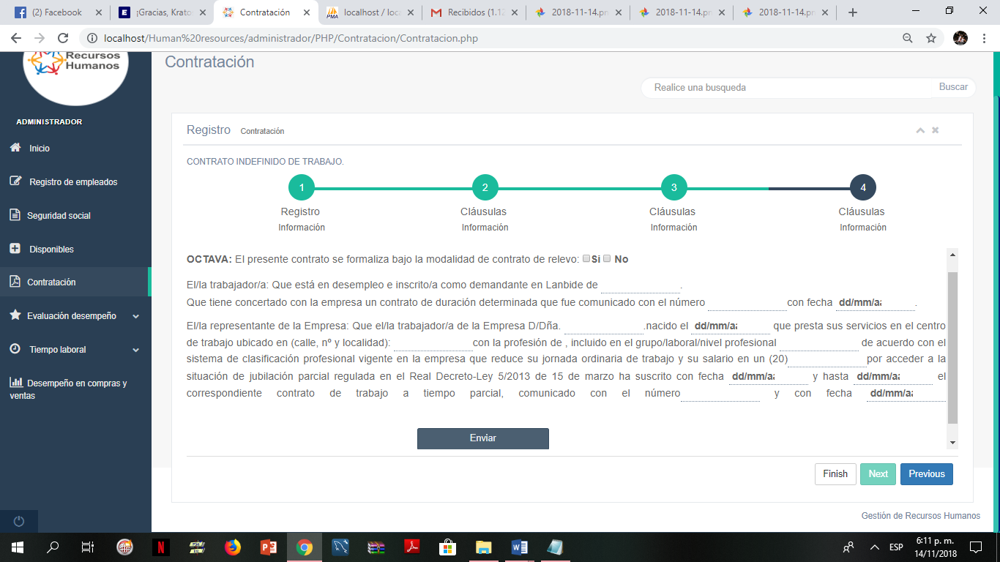 (2) Facebook
¡Gracias, Krato
Contratación
localhost / loca
Recibidos (1.12
2018-11-14.pn
2018-11-14.pn
2018-11-14.pn
localhost/Human%20resources/administrador/PHP/Contratacion/Contratacion.php
Recursos
Humanos
ADMINISTRADOR
Inicio
Registro de empleados
Seguridad social
Disponibles
Contratación
Evaluación desempeño
Tiempo laboral
Desempeño en compras y
ventas
Contratación
Realice una busqueda Buscar
Registro Contratación
CONTRATO INDEFINIDO DE TRABAJO.
1 2 3 4
Registro Cláusulas Cláusulas Cláusulas
Información Información Información Información
OCTAVA: El presente contrato se formaliza bajo la modalidad de contrato de relevo: Si No
El/la trabajador/a: Que está en desempleo e inscrito/a como demandante en Lanbide de .
Que tiene concertado con la empresa un contrato de duración determinada que fue comunicado con el número con fecha dd/mm/aa .
El/la representante de la Empresa: Que el/la trabajador/a de la Empresa D/Dña. .nacido el dd/mm/aa que presta sus servicios en el centro
de trabajo ubicado en (calle, nº y localidad): con la profesión de , incluido en el grupo/laboral/nivel profesional de acuerdo con el
sistema de clasificación profesional vigente en la empresa que reduce su jornada ordinaria de trabajo y su salario en un (20) por acceder a la
situación de jubilación parcial regulada en el Real Decreto-Ley 5/2013 de 15 de marzo ha suscrito con fecha dd/mm/aa y hasta dd/mm/aa el
correspondiente contrato de trabajo a tiempo parcial, comunicado con el número y con fecha dd/mm/aa
Enviar
Finish Next Previous
Gestión de Recursos Humanos
ESP
6:11 p. m.
14/11/2018